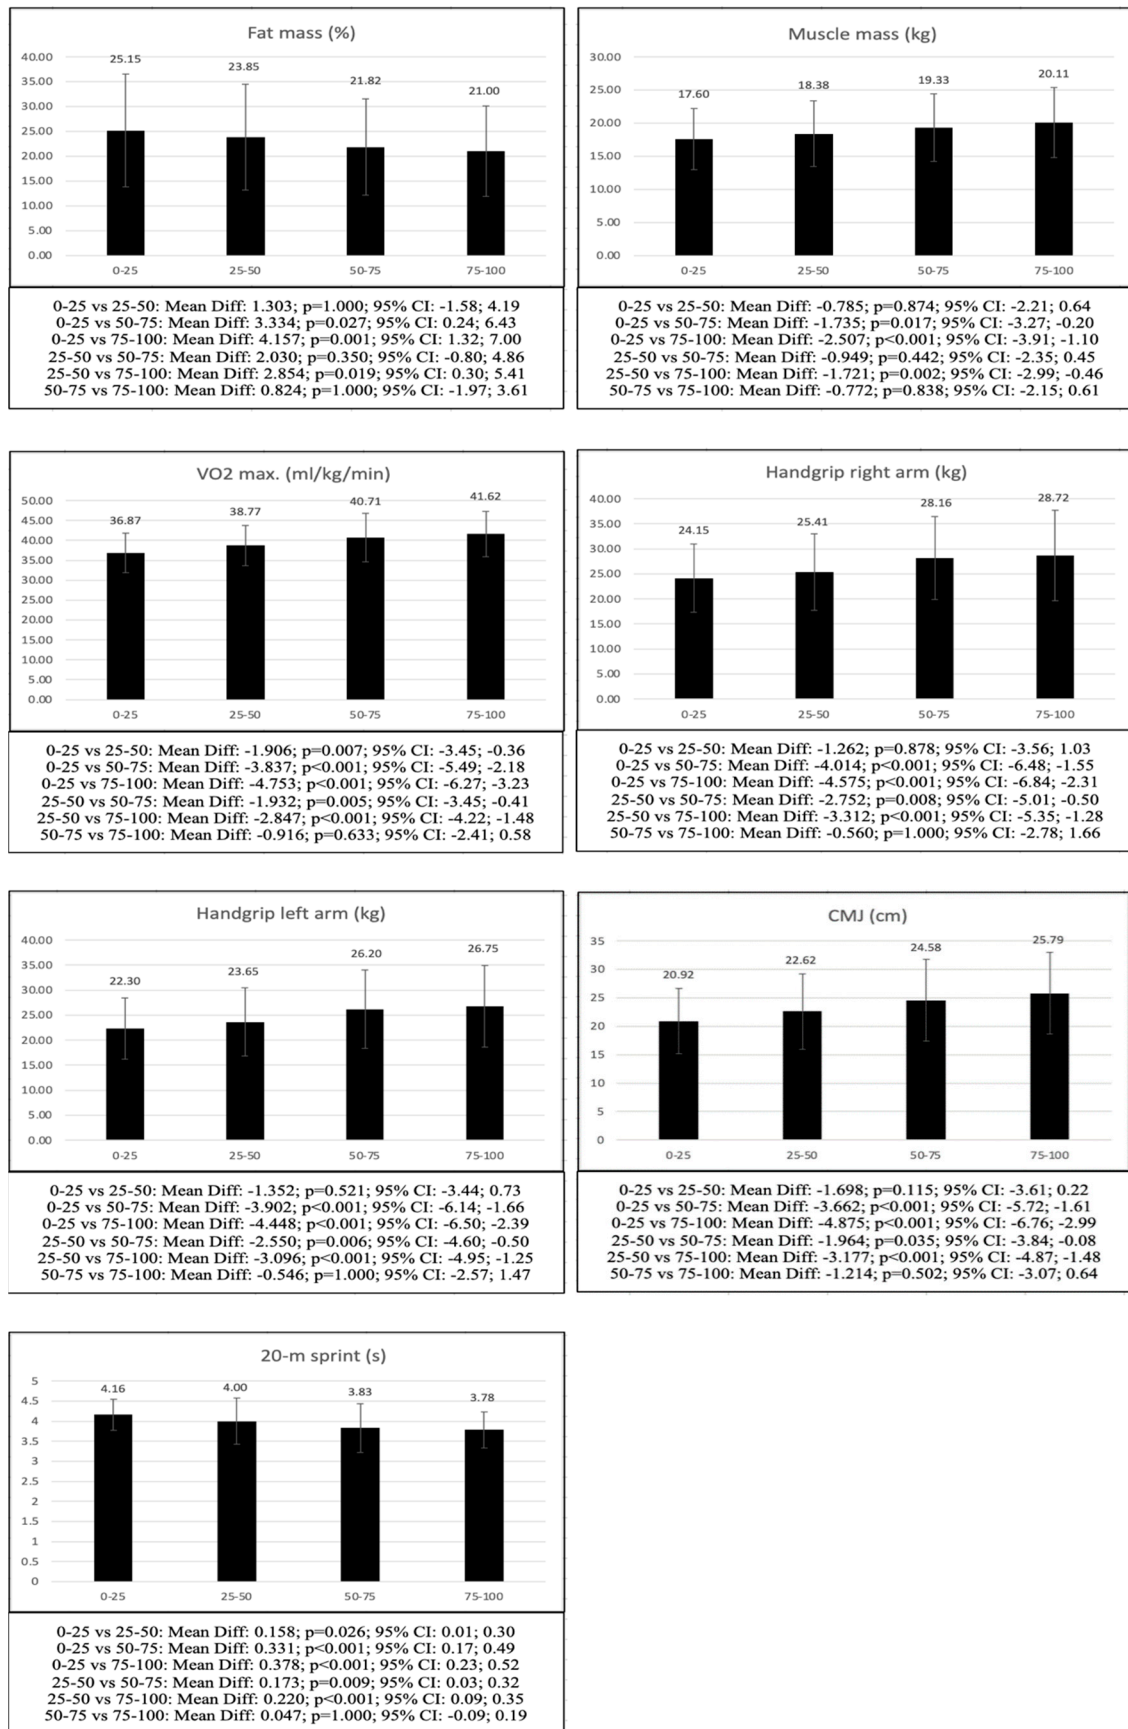 Fat mass (%)
40.00
35.00
30.00
25.00
20.00
15.00
10.00
5.00
0.00
25.15
23.85
21.82
21.00
0-25
25-50
50-75
75-100
0-25 vs 25-50: Mean Diff: 1.303; p=1.000; 95% CI: -1.58; 4.19
0-25 vs 50-75: Mean Diff: 3.334; p=0.027; 95% CI: 0.24; 6.43
0-25 vs 75-100: Mean Diff: 4.157; p=0.001; 95% CI: 1.32; 7.00
25-50 vs 50-75: Mean Diff: 2.030; p=0.350; 95% CI: -0.80; 4.86
25-50 vs 75-100: Mean Diff: 2.854; p=0.019; 95% CI: 0.30; 5.41
50-75 vs 75-100: Mean Diff: 0.824; p=1.000; 95% CI: -1.97; 3.61
Muscle mass (kg)
30.00
25.00
20.00
15.00
10.00
5.00
0.00
17.60
18.38
19.33
20.11
0-25
25-50
50-75
75-100
0-25 vs 25-50: Mean Diff: -0.785; p=0.874; 95% CI: -2.21; 0.64
0-25 vs 50-75: Mean Diff: -1.735; p=0.017; 95% CI: -3.27; -0.20
0-25 vs 75-100: Mean Diff: -2.507; p<0.001; 95% CI: -3.91; -1.10
25-50 vs 50-75: Mean Diff: -0.949; p=0.442; 95% CI: -2.35; 0.45
25-50 vs 75-100: Mean Diff: -1.721; p=0.002; 95% CI: -2.99; -0.46
50-75 vs 75-100: Mean Diff: -0.772; p=0.838; 95% CI: -2.15; 0.61
VO2 max. (ml/kg/min)
50.00
45.00
40.00
35.00
30.00
25.00
20.00
15.00
10.00
5.00
0.00
36.87
38.77
40.71
41.62
0-25
25-50
50-75
75-100
0-25 vs 25-50: Mean Diff: -1.906; p=0.007; 95% CI: -3.45; -0.36
0-25 vs 50-75: Mean Diff: -3.837; p<0.001; 95% CI: -5.49; -2.18
0-25 vs 75-100: Mean Diff: -4.753; p<0.001; 95% CI: -6.27; -3.23
25-50 vs 50-75: Mean Diff: -1.932; p=0.005; 95% CI: -3.45; -0.41
25-50 vs 75-100: Mean Diff: -2.847; p<0.001; 95% CI: -4.22; -1.48
50-75 vs 75-100: Mean Diff: -0.916; p=0.633; 95% CI: -2.41; 0.58
Handgrip right arm (kg)
40.00
35.00
30.00
25.00
20.00
15.00
10.00
5.00
0.00
24.15
25.41
28.16
28.72
0-25
25-50
50-75
75-100
0-25 vs 25-50: Mean Diff: -1.262; p=0.878; 95% CI: -3.56; 1.03
0-25 vs 50-75: Mean Diff: -4.014; p<0.001; 95% CI: -6.48; -1.55
0-25 vs 75-100: Mean Diff: -4.575; p<0.001; 95% CI: -6.84; -2.31
25-50 vs 50-75: Mean Diff: -2.752; p=0.008; 95% CI: -5.01; -0.50
25-50 vs 75-100: Mean Diff: -3.312; p<0.001; 95% CI: -5.35; -1.28
50-75 vs 75-100: Mean Diff: -0.560; p=1.000; 95% CI: -2.78; 1.66
Handgrip left arm (kg)
40.00
35.00
30.00
25.00
20.00
15.00
10.00
5.00
0.00
22.30
23.65
26.20
26.75
0-25
25-50
50-75
75-100
0-25 vs 25-50: Mean Diff: -1.352; p=0.521; 95% CI: -3.44; 0.73
0-25 vs 50-75: Mean Diff: -3.902; p<0.001; 95% CI: -6.14; -1.66
0-25 vs 75-100: Mean Diff: -4.448; p<0.001; 95% CI: -6.50; -2.39
25-50 vs 50-75: Mean Diff: -2.550; p=0.006; 95% CI: -4.60; -0.50
25-50 vs 75-100: Mean Diff: -3.096; p<0.001; 95% CI: -4.95; -1.25
50-75 vs 75-100: Mean Diff: -0.546; p=1.000; 95% CI: -2.57; 1.47
CMJ (cm)
35
30
25
20
15
10
5
0
20.92
22.62
24.58
25.79
0-25
25-50
50-75
75-100
0-25 vs 25-50: Mean Diff: -1.698; p=0.115; 95% CI: -3.61; 0.22
0-25 vs 50-75: Mean Diff: -3.662; p<0.001; 95% CI: -5.72; -1.61
0-25 vs 75-100: Mean Diff: -4.875; p<0.001; 95% CI: -6.76; -2.99
25-50 vs 50-75: Mean Diff: -1.964; p=0.035; 95% CI: -3.84; -0.08
25-50 vs 75-100: Mean Diff: -3.177; p<0.001; 95% CI: -4.87; -1.48
50-75 vs 75-100: Mean Diff: -1.214; p=0.502; 95% CI: -3.07; 0.64
20-m sprint (s)
5
4.5
4
3.5
3
2.5
2
1.5
1
0.5
0
4.16
4.00
3.83
3.78
0-25
25-50
50-75
75-100
0-25 vs 25-50: Mean Diff: 0.158; p=0.026; 95% CI: 0.01; 0.30
0-25 vs 50-75: Mean Diff: 0.331; p<0.001; 95% CI: 0.17; 0.49
0-25 vs 75-100: Mean Diff: 0.378; p<0.001; 95% CI: 0.23; 0.52
25-50 vs 50-75: Mean Diff: 0.173; p=0.009; 95% CI: 0.03; 0.32
25-50 vs 75-100: Mean Diff: 0.220; p<0.001; 95% CI: 0.09; 0.35
50-75 vs 75-100: Mean Diff: 0.047; p=1.000; 95% CI: -0.09; 0.19